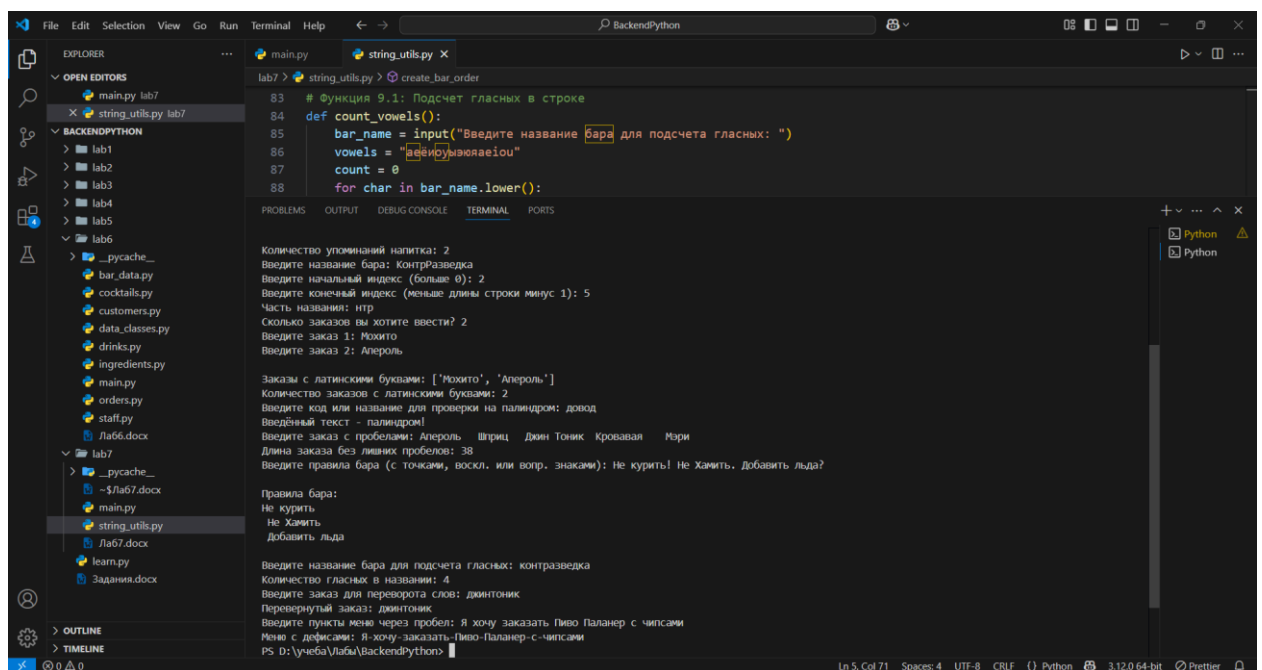 File Edit Selection View Go Run Terminal Help
BackendPython
EXPLORER
main.py
string_utils.py
OPEN EDITORS
main.py lab7
string_utils.py lab7
BACKENDPYTHON
lab1
lab2
lab3
lab4
lab5
lab6
__pycache__
bar_data.py
cocktails.py
customers.py
data_classes.py
drinks.py
ingredients.py
main.py
orders.py
staff.py
Ла66.docx
lab7
__pycache__
~$Ла67.docx
main.py
string_utils.py
Ла67.docx
learn.py
Задания.docx
OUTLINE
TIMELINE
lab7 > string_utils.py > create_bar_order
83 # Функция 9.1: Подсчет гласных в строке
84 def count_vowels():
85 bar_name = input("Введите название бара для подсчета гласных: ")
86 vowels = "аеёиоуыэюяaeiou"
87 count = 0
88 for char in bar_name.lower():
PROBLEMS OUTPUT DEBUG CONSOLE TERMINAL PORTS
Python
Python
Количество упоминаний напитка: 2
Введите название бара: КонтрРазведка
Введите начальный индекс (больше 0): 2
Введите конечный индекс (меньше длины строки минус 1): 5
Часть названия: нтр
Сколько заказов вы хотите ввести? 2
Введите заказ 1: Мохито
Введите заказ 2: Апероль
Заказы с латинскими буквами: ['Мохито', 'Апероль']
Количество заказов с латинскими буквами: 2
Введите код или название для проверки на палиндром: довод
Введённый текст - палиндром!
Введите заказ с пробелами: Апероль   Шприц   Джин Тоник  Кровавая    Мэри
Длина заказа без лишних пробелов: 38
Введите правила бара (с точками, воскл. или вопр. знаками): Не курить! Не Хамить. Добавить льда?
Правила бара:
Не курить
Не Хамить
Добавить льда
Введите название бара для подсчета гласных: контразведка
Количество гласных в названии: 4
Введите заказ для переворота слов: джинтоник
Перевернутый заказ: джинтоник
Введите пункты меню через пробел: Я хочу заказать Пиво Паланер с чипсами
Меню с дефисами: Я-хочу-заказать-Пиво-Паланер-с-чипсами
PS D:\учеба\Лабы\BackendPython>
0 0 Ln 5, Col 71 Spaces: 4 UTF-8 CRLF {} Python 3.12.0 64-bit Prettier